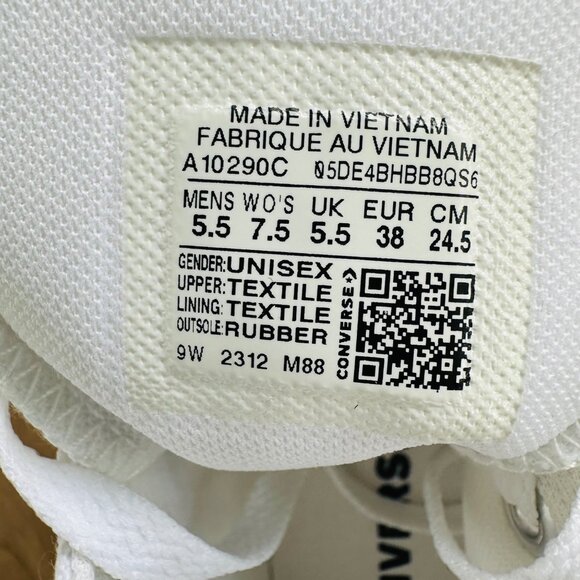 MADE IN VIETNAM
FABRIQUE AU VIETNAM
A10290C 05DE4BHBB8QS6
MENS WO'S UK EUR CM
5.5 7.5 5.5 38 24.5
GENDER: UNISEX
UPPER: TEXTILE
LINING: TEXTILE
OUTSOLE: RUBBER
CONVERSE
9W 2312 M88